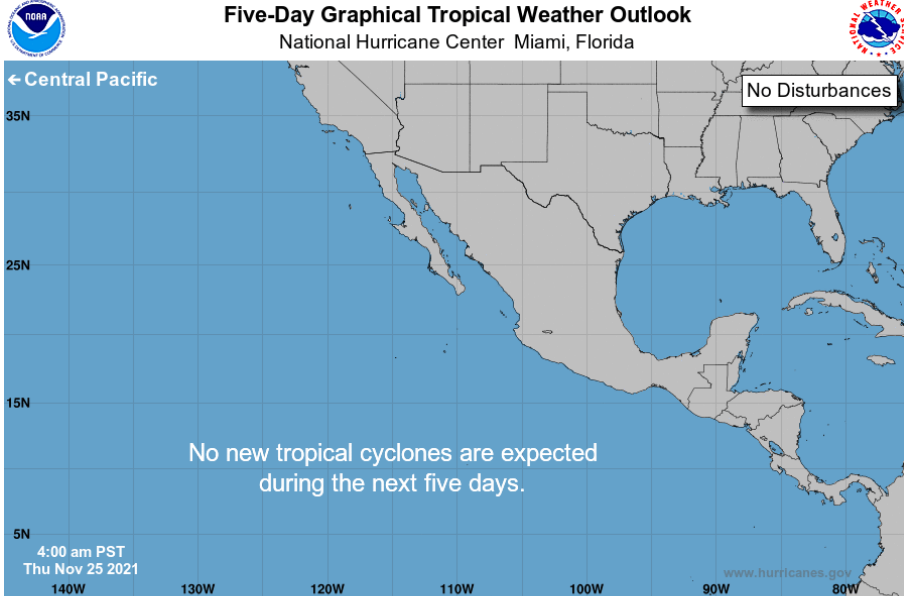 Five-Day Graphical Tropical Weather Outlook
National Hurricane Center Miami, Florida
NOAA
← Central Pacific
No Disturbances
35N
25N
15N
No new tropical cyclones are expected
during the next five days.
5N
4:00 am PST
Thu Nov 25 2021
www.hurricanes.gov
140W 130W 120W 110W 100W 90W 80W